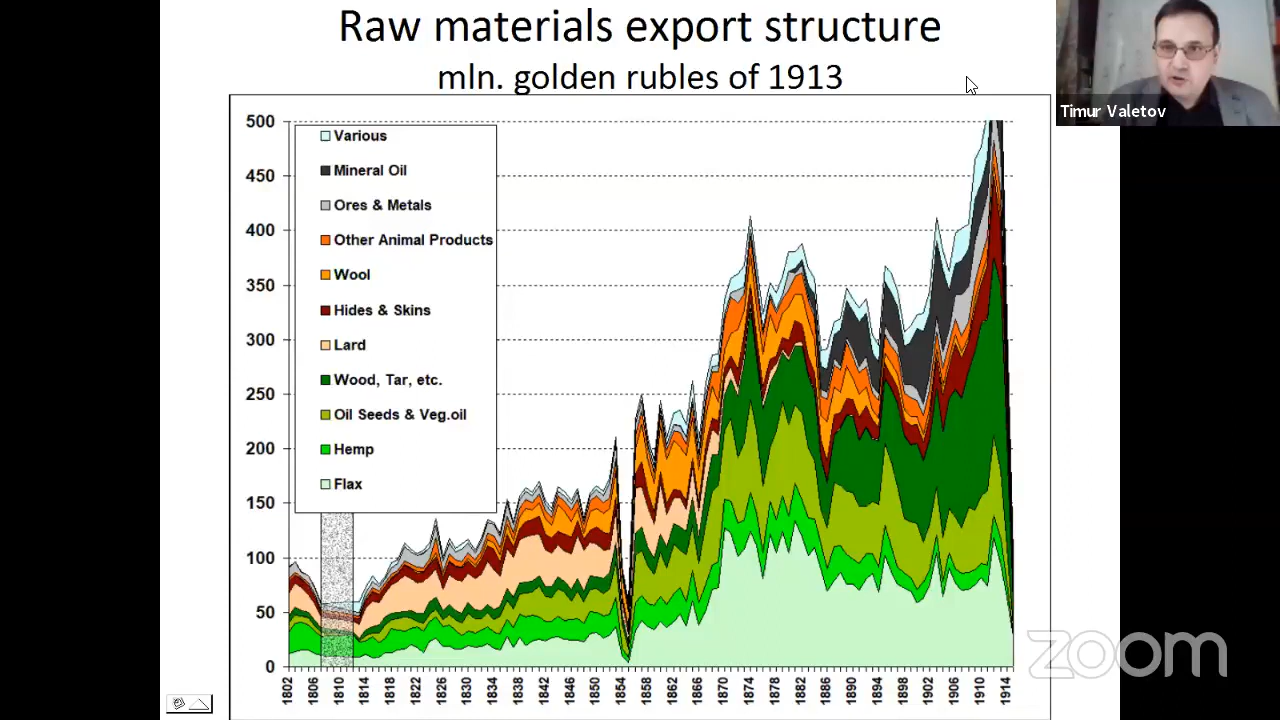 Raw materials export structure
mln. golden rubles of 1913
Timur Valetov
500
450
400
350
300
250
200
150
100
50
0
Various
Mineral Oil
Ores & Metals
Other Animal Products
Wool
Hides & Skins
Lard
Wood, Tar, etc.
Oil Seeds & Veg.oil
Hemp
Flax
1802
1806
1810
1814
1818
1822
1826
1830
1834
1838
1842
1846
1850
1854
1858
1862
1866
1870
1874
1878
1882
1886
1890
1894
1898
1902
1906
1910
1914
zoom